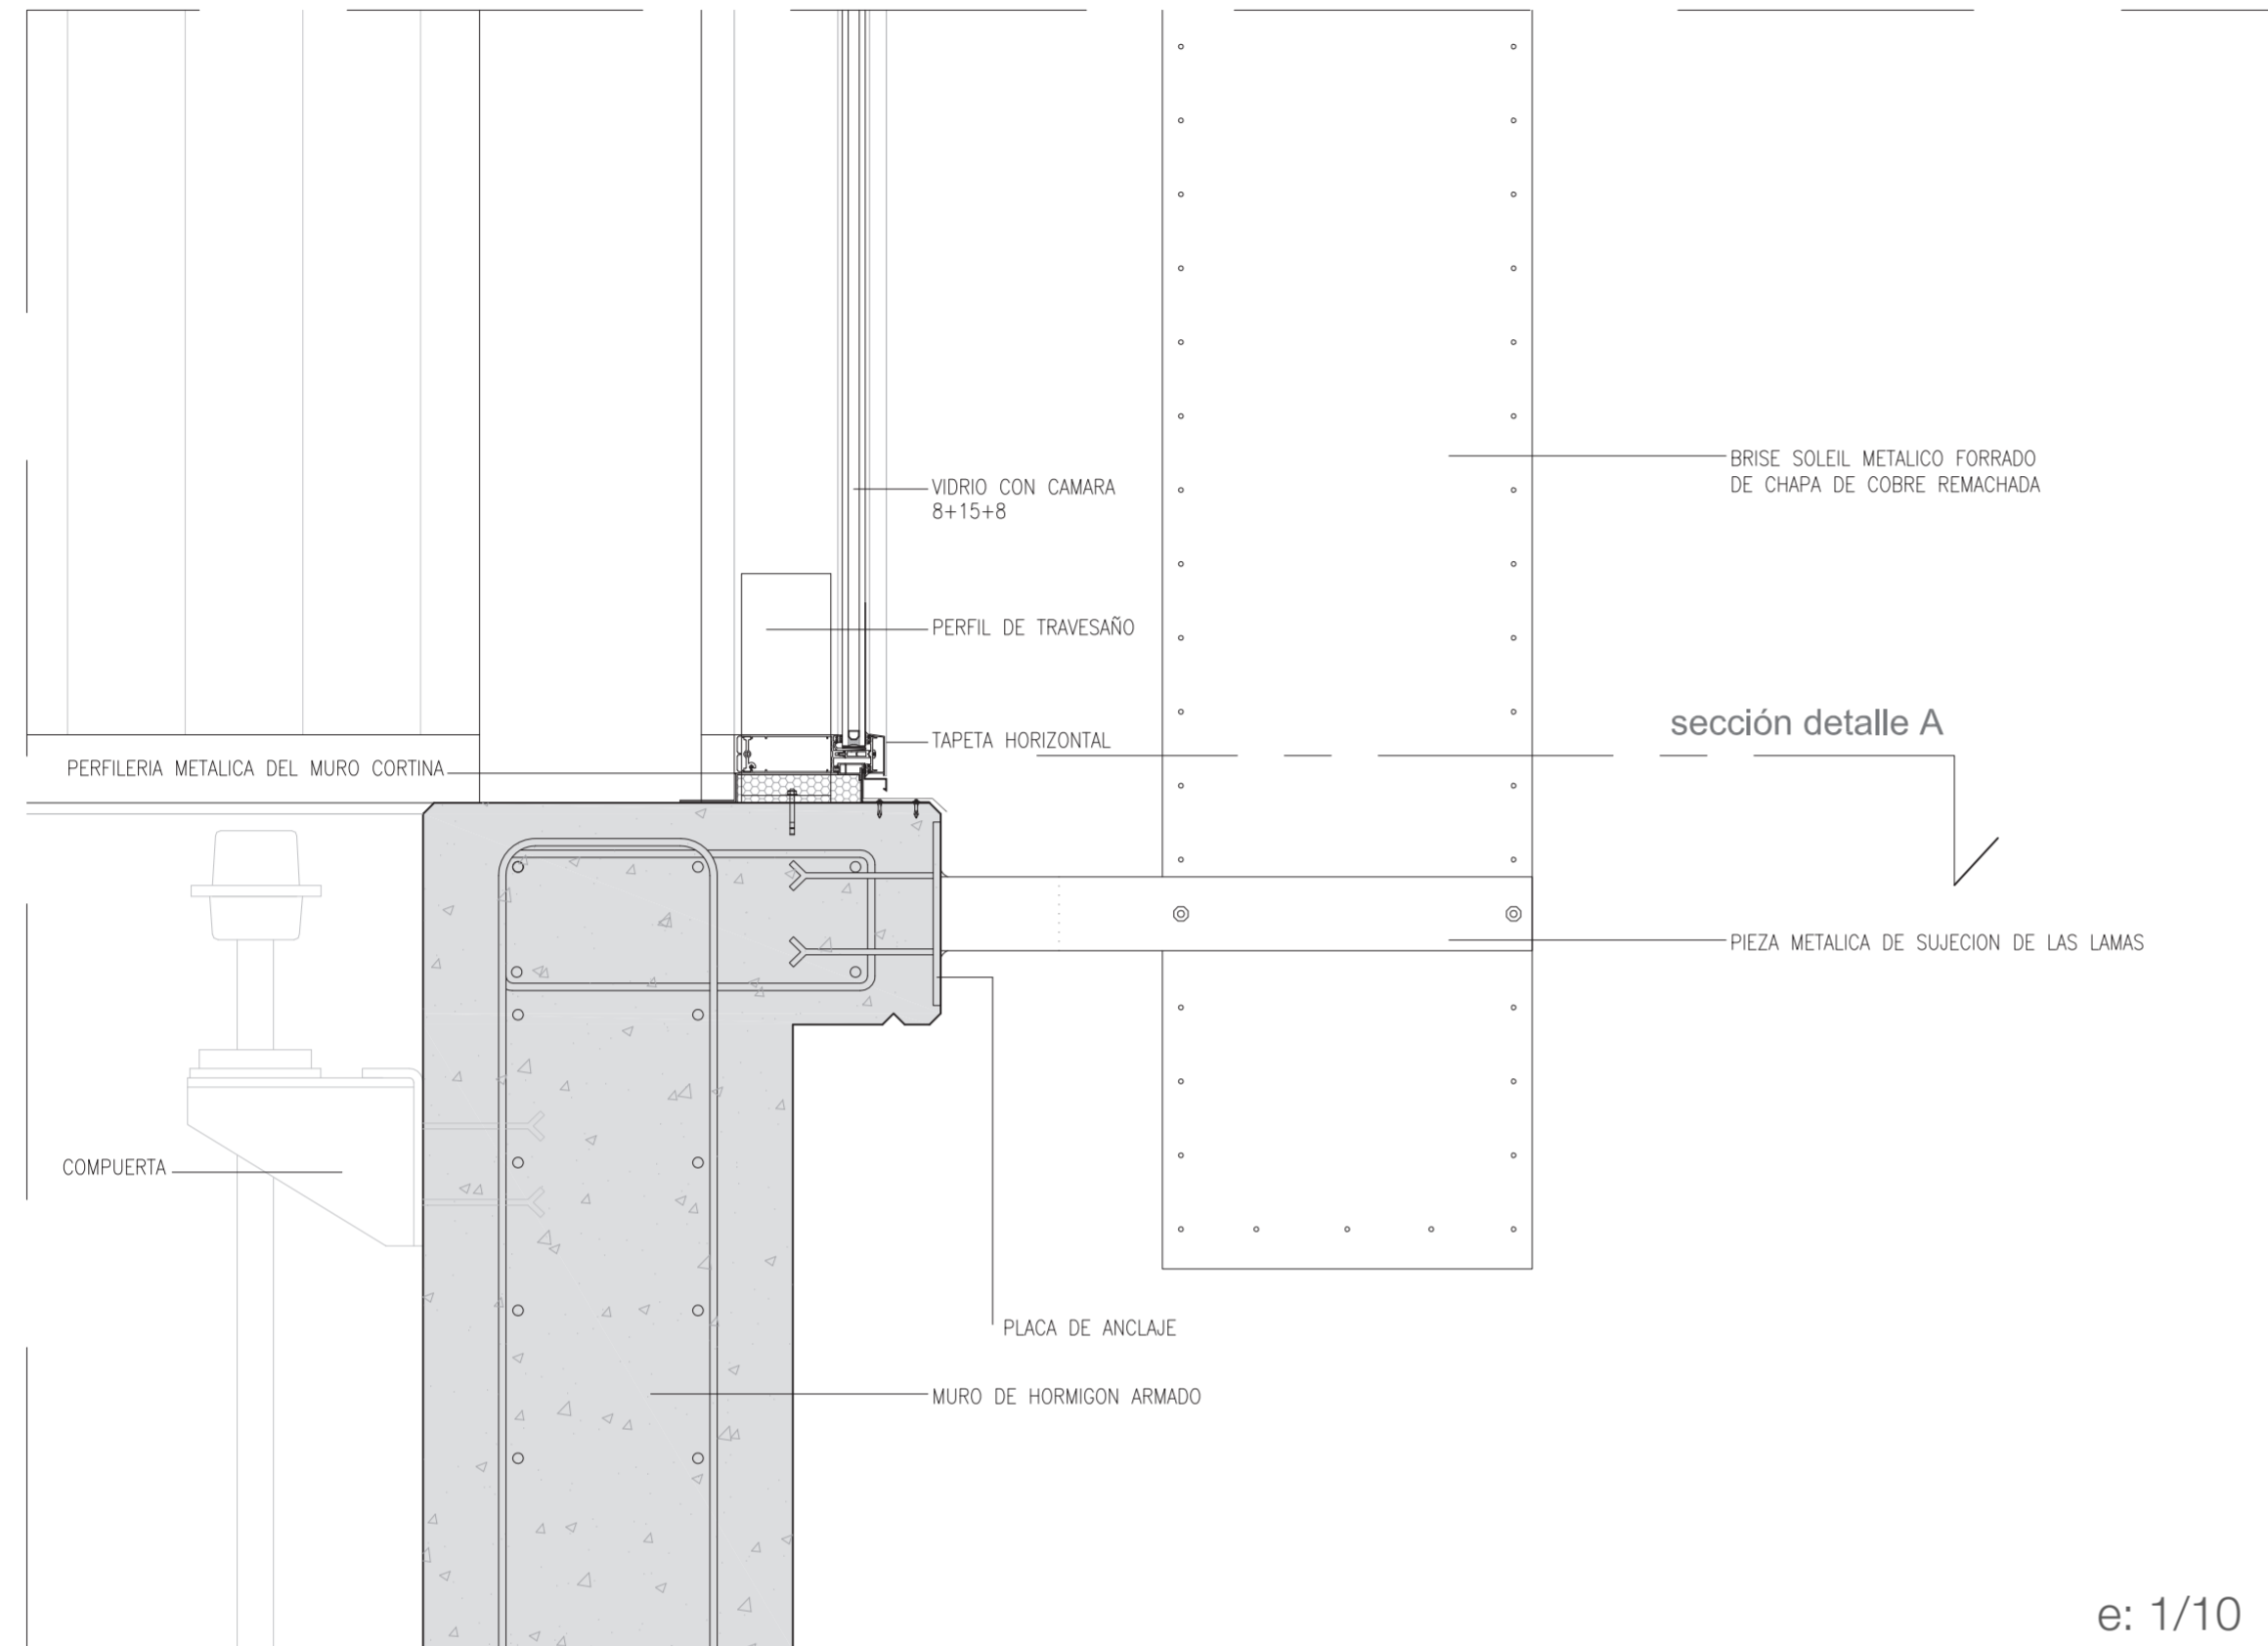 VIDRIO CON CAMARA
8+15+8
BRISE SOLEIL METALICO FORRADO
DE CHAPA DE COBRE REMACHADA
PERFIL DE TRAVESAÑO
sección detalle A
TAPETA HORIZONTAL
PERFILERIA METALICA DEL MURO CORTINA
PIEZA METALICA DE SUJECION DE LAS LAMAS
COMPUERTA
PLACA DE ANCLAJE
MURO DE HORMIGON ARMADO
e: 1/10